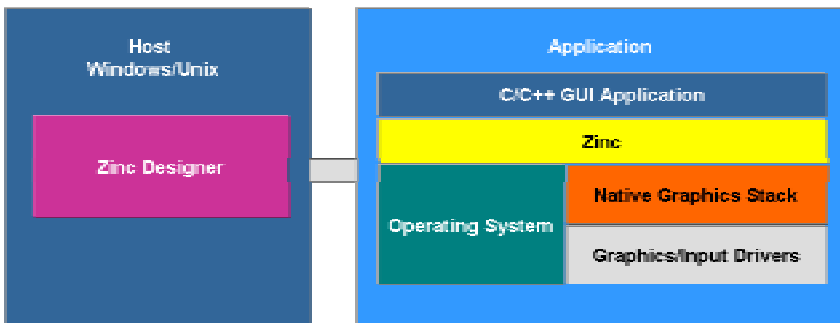 Host
Windows/Unix
Zinc Designer
Application
C/C++ GUI Application
Zinc
Operating System
Native Graphics Stack
Graphics/Input Drivers